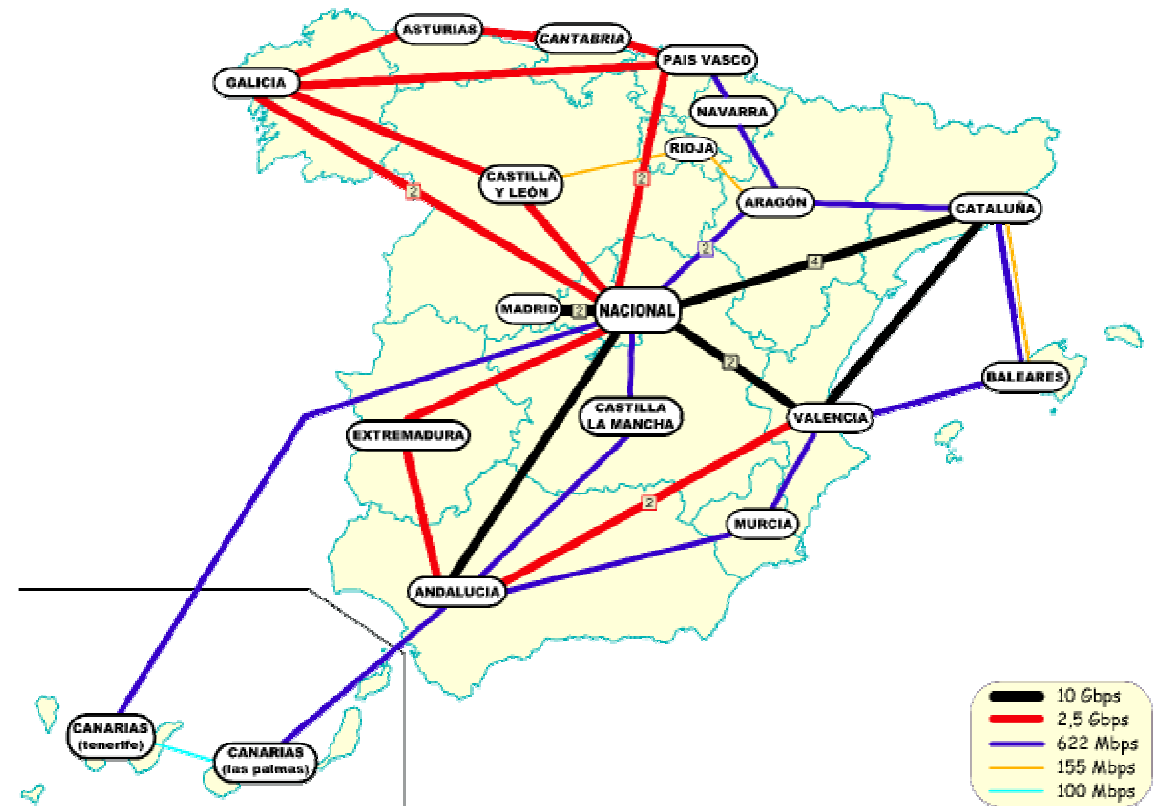 ASTURIAS
CANTABRIA
PAIS VASCO
GALICIA
NAVARRA
RIOJA
CASTILLA
Y LEÓN
2
2
ARAGÓN
CATALUÑA
2
4
MADRID
2
NACIONAL
2
BALEARES
CASTILLA
LA MANCHA
VALENCIA
EXTREMADURA
2
MURCIA
ANDALUCIA
CANARIAS
(tenerife)
CANARIAS
(las palmas)
10 Gbps
2,5 Gbps
622 Mbps
155 Mbps
100 Mbps